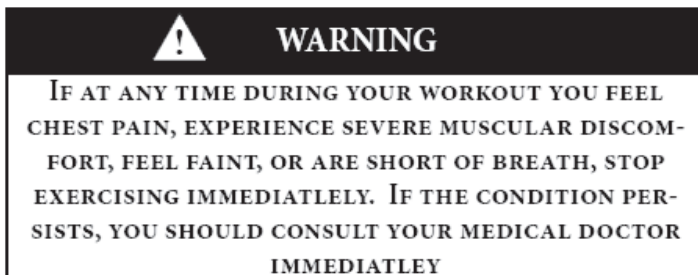 WARNING
If at any time during your workout you feel
chest pain, experience severe muscular discom-
fort, feel faint, or are short of breath, stop
exercising immediatlely. If the condition per-
sists, you should consult your medical doctor
immediatley